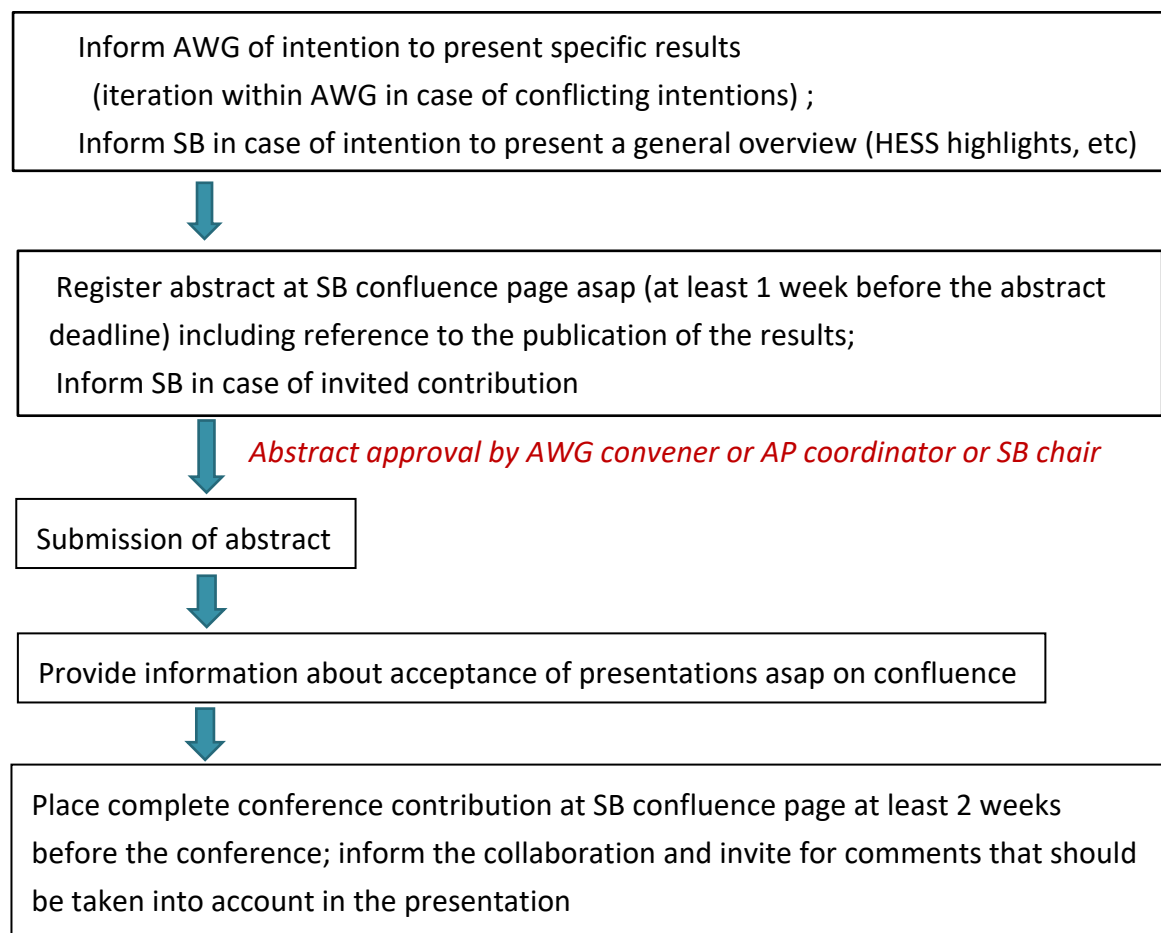 Inform AWG of intention to present specific results
(iteration within AWG in case of conflicting intentions) ;
Inform SB in case of intention to present a general overview (HESS highlights, etc)
Register abstract at SB confluence page asap (at least 1 week before the abstract
deadline) including reference to the publication of the results;
Inform SB in case of invited contribution
Abstract approval by AWG convener or AP coordinator or SB chair
Submission of abstract
Provide information about acceptance of presentations asap on confluence
Place complete conference contribution at SB confluence page at least 2 weeks
before the conference; inform the collaboration and invite for comments that should
be taken into account in the presentation